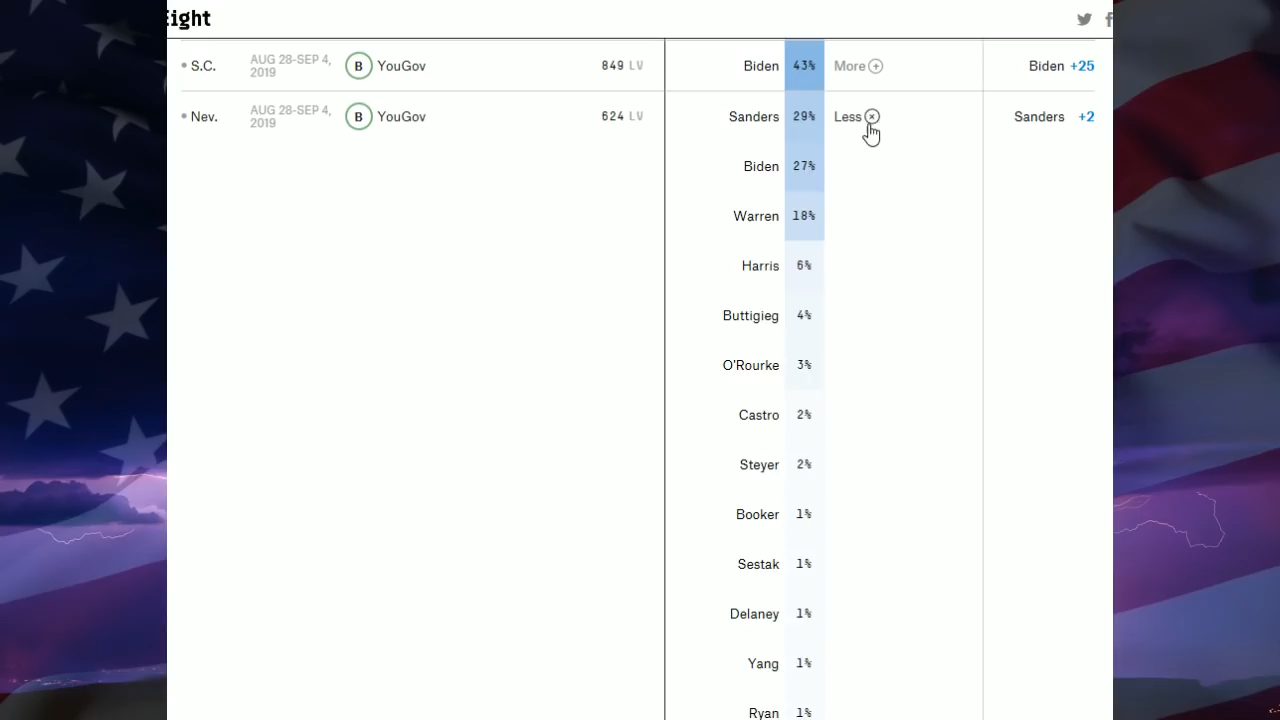 Eight
S.C. AUG 28-SEP 4, 2019 B YouGov 849 LV Biden 43% More Biden +25
Nev. AUG 28-SEP 4, 2019 B YouGov 624 LV Sanders 29% Less Sanders +2
Biden 27%
Warren 18%
Harris 6%
Buttigieg 4%
O'Rourke 3%
Castro 2%
Steyer 2%
Booker 1%
Sestak 1%
Delaney 1%
Yang 1%
Ryan 1%